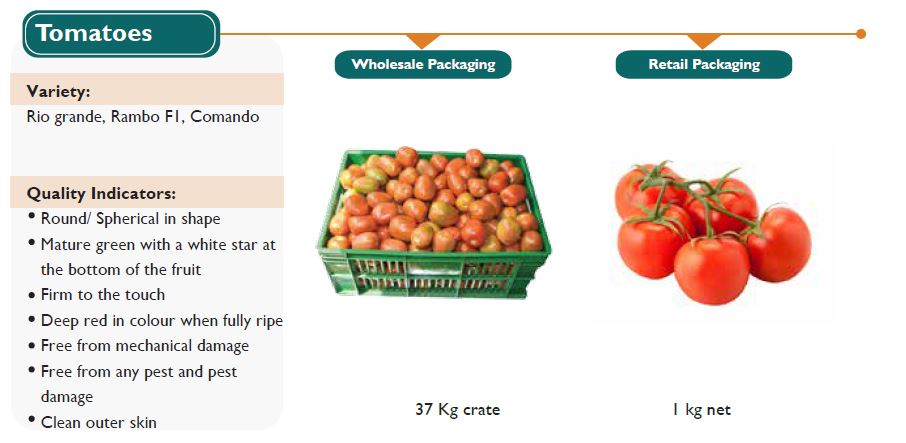 Tomatoes
Wholesale Packaging
Retail Packaging
Variety:
Rio grande, Rambo F1, Comando
Quality Indicators:
• Round/ Spherical in shape
• Mature green with a white star at
the bottom of the fruit
• Firm to the touch
• Deep red in colour when fully ripe
• Free from mechanical damage
• Free from any pest and pest
damage
• Clean outer skin
37 Kg crate
1 kg net